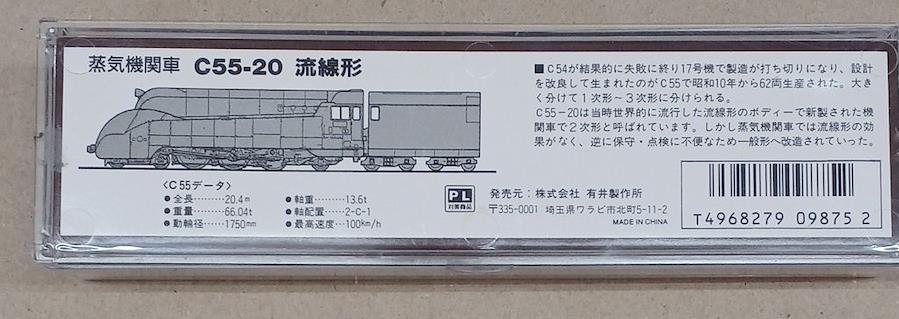 蒸気機関車 C55-20 流線形
■C54が結果的に失敗に終り17号機で製造が打ち切りになり、設計
を改良して生まれたのがC55で昭和10年から62両生産された。大き
く分けて1次形～3次形に分けられる。
C55-20は当時世界的に流行した流線形のボディーで新製された機
関車で2次形と呼ばれています。しかし蒸気機関車では流線形の効
果がなく、逆に保守・点検に不便なため一般形へ改造されていった。
〈C55データ〉
●全長………20.4m
●重量………66.04t
●動輪径……1750mm
●軸重………13.6t
●軸配置……2-C-1
●最高速度…100km/h
PL
対策商品
発売元：株式会社 有井製作所
〒335-0001 埼玉県ワラビ市北町5-11-2
MADE IN CHINA
T4968279 09875 2